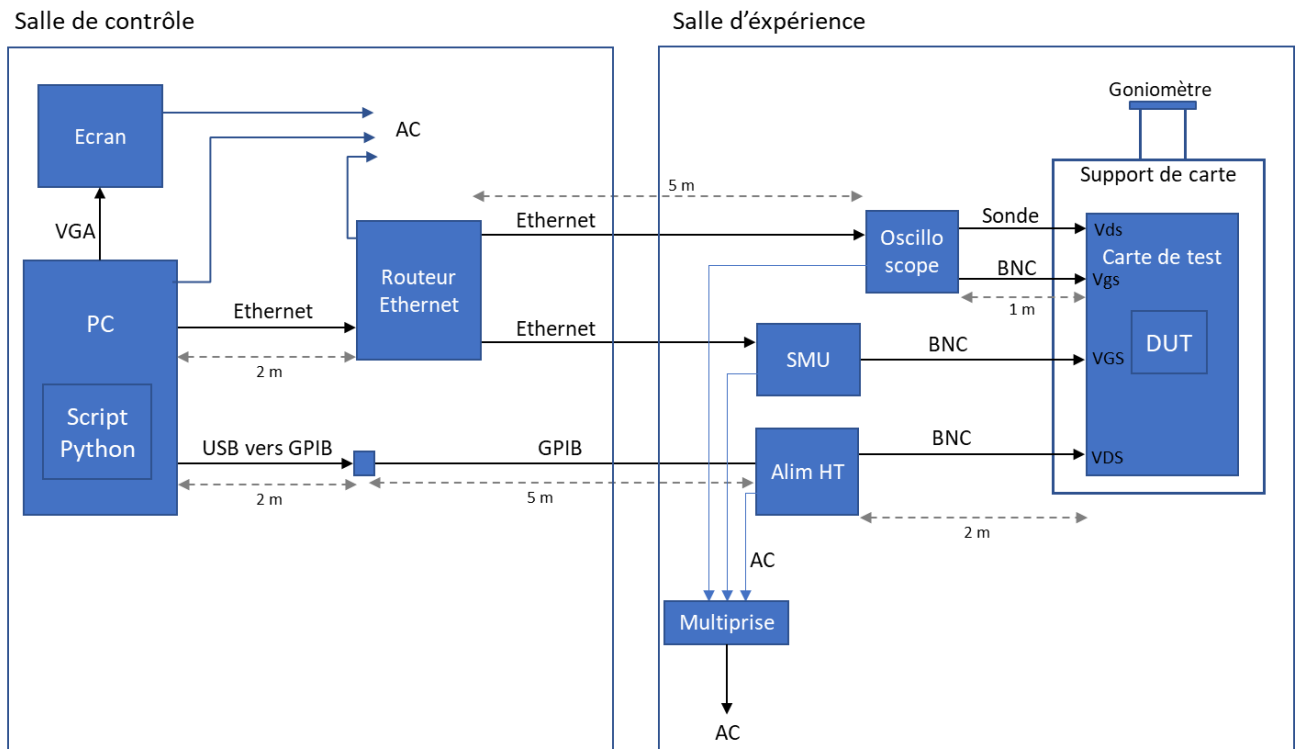 Salle de contrôle
Salle d’éxpérience
Ecran
AC
VGA
PC
Script
Python
Ethernet
2 m
Routeur
Ethernet
USB vers GPIB
2 m
5 m
Ethernet
Ethernet
GPIB
5 m
Oscillo
scope
SMU
Alim HT
AC
Multiprise
AC
Sonde
BNC
1 m
BNC
BNC
2 m
Goniomètre
Support de carte
Vds
Carte de test
Vgs
DUT
VGS
VDS